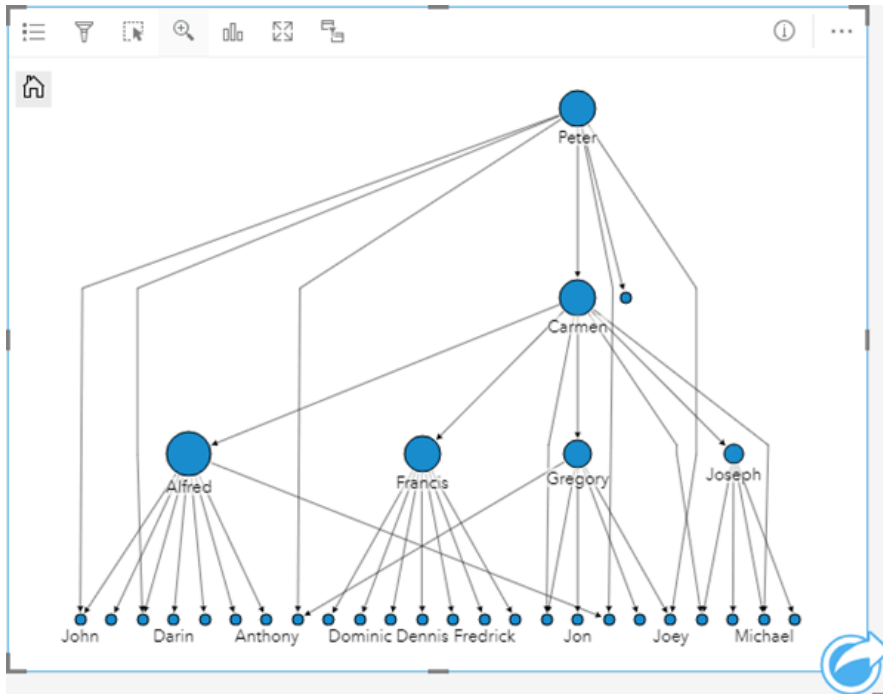 Peter
Carmen
Alfred
Francis
Gregory
Joseph
John
Darin
Anthony
Dominic
Dennis
Fredrick
Jon
Joey
Michael